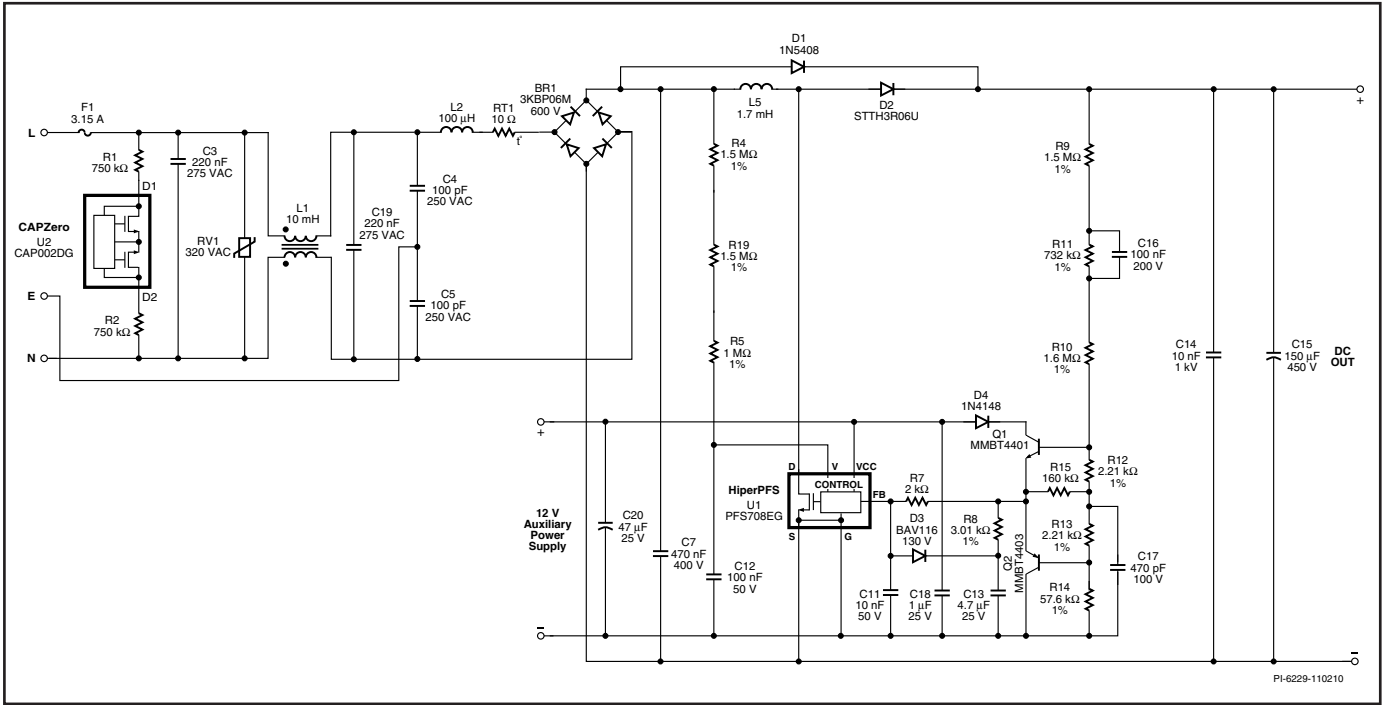 D1
1N5408
BR1
3KBP06M
600 V
L5
1.7 mH
D2
STTH3R06U
+
F1
3.15 A
L
L2
100 µH
RT1
10 Ω
t°
R1
750 kΩ
C3
220 nF
275 VAC
D1
CAPZero
U2
CAP002DG
D2
R2
750 kΩ
RV1
320 VAC
L1
10 mH
C19
220 nF
275 VAC
C4
100 pF
250 VAC
C5
100 pF
250 VAC
E
N
R4
1.5 MΩ
1%
R19
1.5 MΩ
1%
R5
1 MΩ
1%
R9
1.5 MΩ
1%
R11
732 kΩ
1%
C16
100 nF
200 V
R10
1.6 MΩ
1%
C14
10 nF
1 kV
C15
150 µF
450 V
DC
OUT
D4
1N4148
+
Q1
MMBT4401
R15
160 kΩ
R12
2.21 kΩ
1%
D
V
VCC
CONTROL
FB
HiperPFS
U1
PFS708EG
S
G
R7
2 kΩ
D3
BAV116
130 V
R8
3.01 kΩ
1%
Q2
MMBT4403
R13
2.21 kΩ
1%
C17
470 pF
100 V
R14
57.6 kΩ
1%
12 V
Auxiliary
Power
Supply
C20
47 µF
25 V
C7
470 nF
400 V
C12
100 nF
50 V
C11
10 nF
50 V
C18
1 µF
25 V
C13
4.7 µF
25 V
–
–
PI-6229-110210